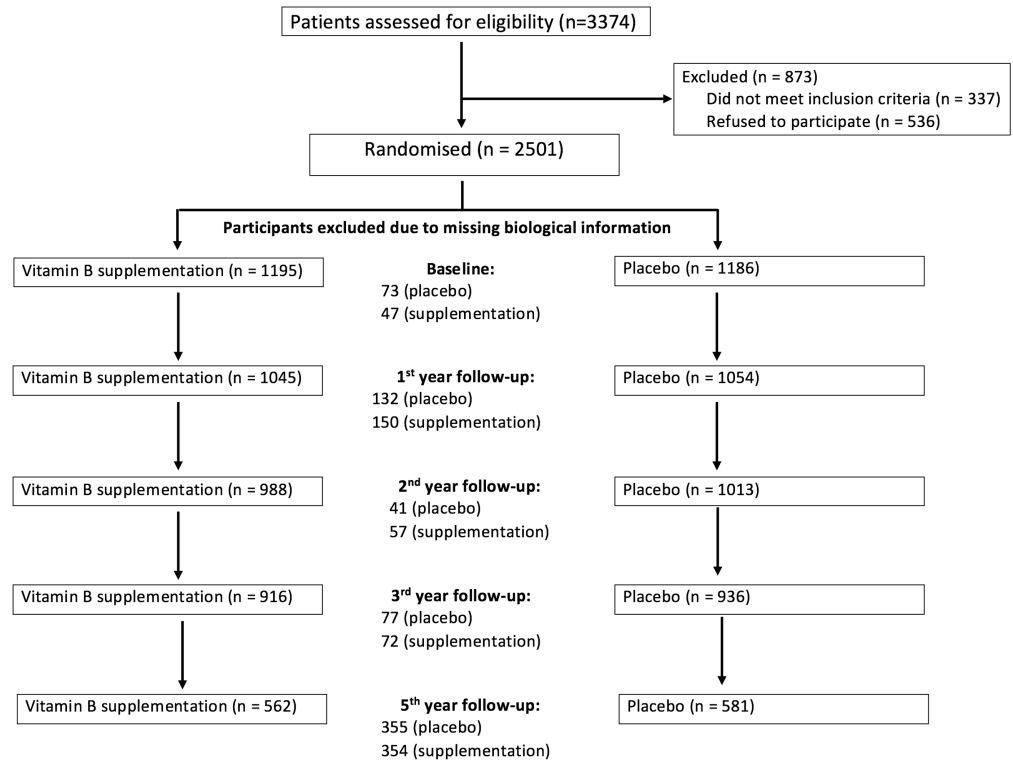 Patients assessed for eligibility (n=3374)
Excluded (n = 873)
Did not meet inclusion criteria (n = 337)
Refused to participate (n = 536)
Randomised (n = 2501)
Participants excluded due to missing biological information
Vitamin B supplementation (n = 1195)
Baseline:
73 (placebo)
47 (supplementation)
Placebo (n = 1186)
Vitamin B supplementation (n = 1045)
1st year follow-up:
132 (placebo)
150 (supplementation)
Placebo (n = 1054)
Vitamin B supplementation (n = 988)
2nd year follow-up:
41 (placebo)
57 (supplementation)
Placebo (n = 1013)
Vitamin B supplementation (n = 916)
3rd year follow-up:
77 (placebo)
72 (supplementation)
Placebo (n = 936)
Vitamin B supplementation (n = 562)
5th year follow-up:
355 (placebo)
354 (supplementation)
Placebo (n = 581)